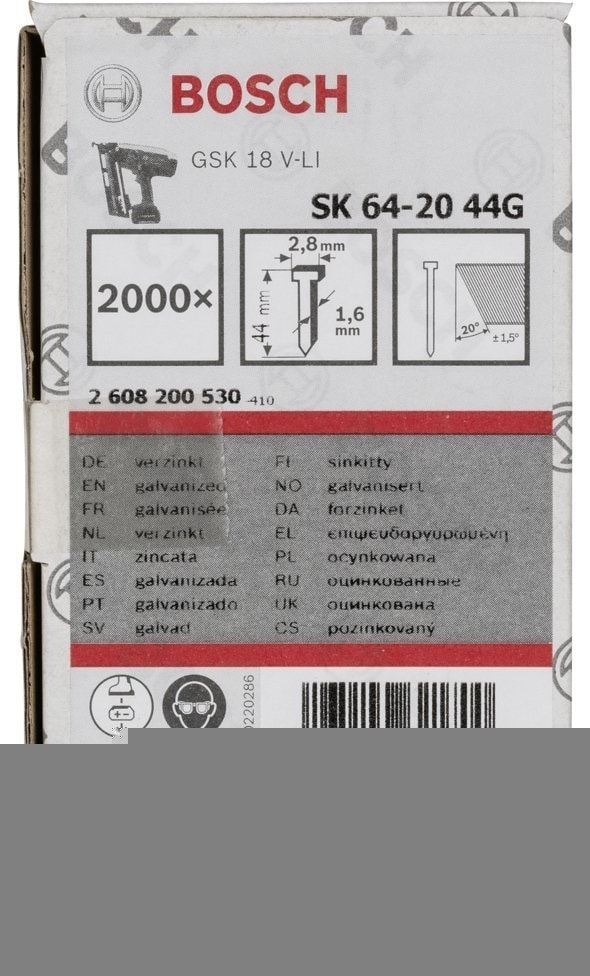 BOSCH
GSK 18 V-LI
SK 64-20 44G
2000×
2,8 mm
44 mm
1,6 mm
20°
± 1,5°
2 608 200 530 -410
DE verzinkt
EN galvanized
FR galvanisée
NL verzinkt
IT zincata
ES galvanizada
PT galvanizado
SV galvad
FI sinkitty
NO galvanisert
DA forzinket
EL επιψευδαργυρωμένη
PL ocynkowana
RU оцинкованные
UK оцинкована
CS pozinkovaný